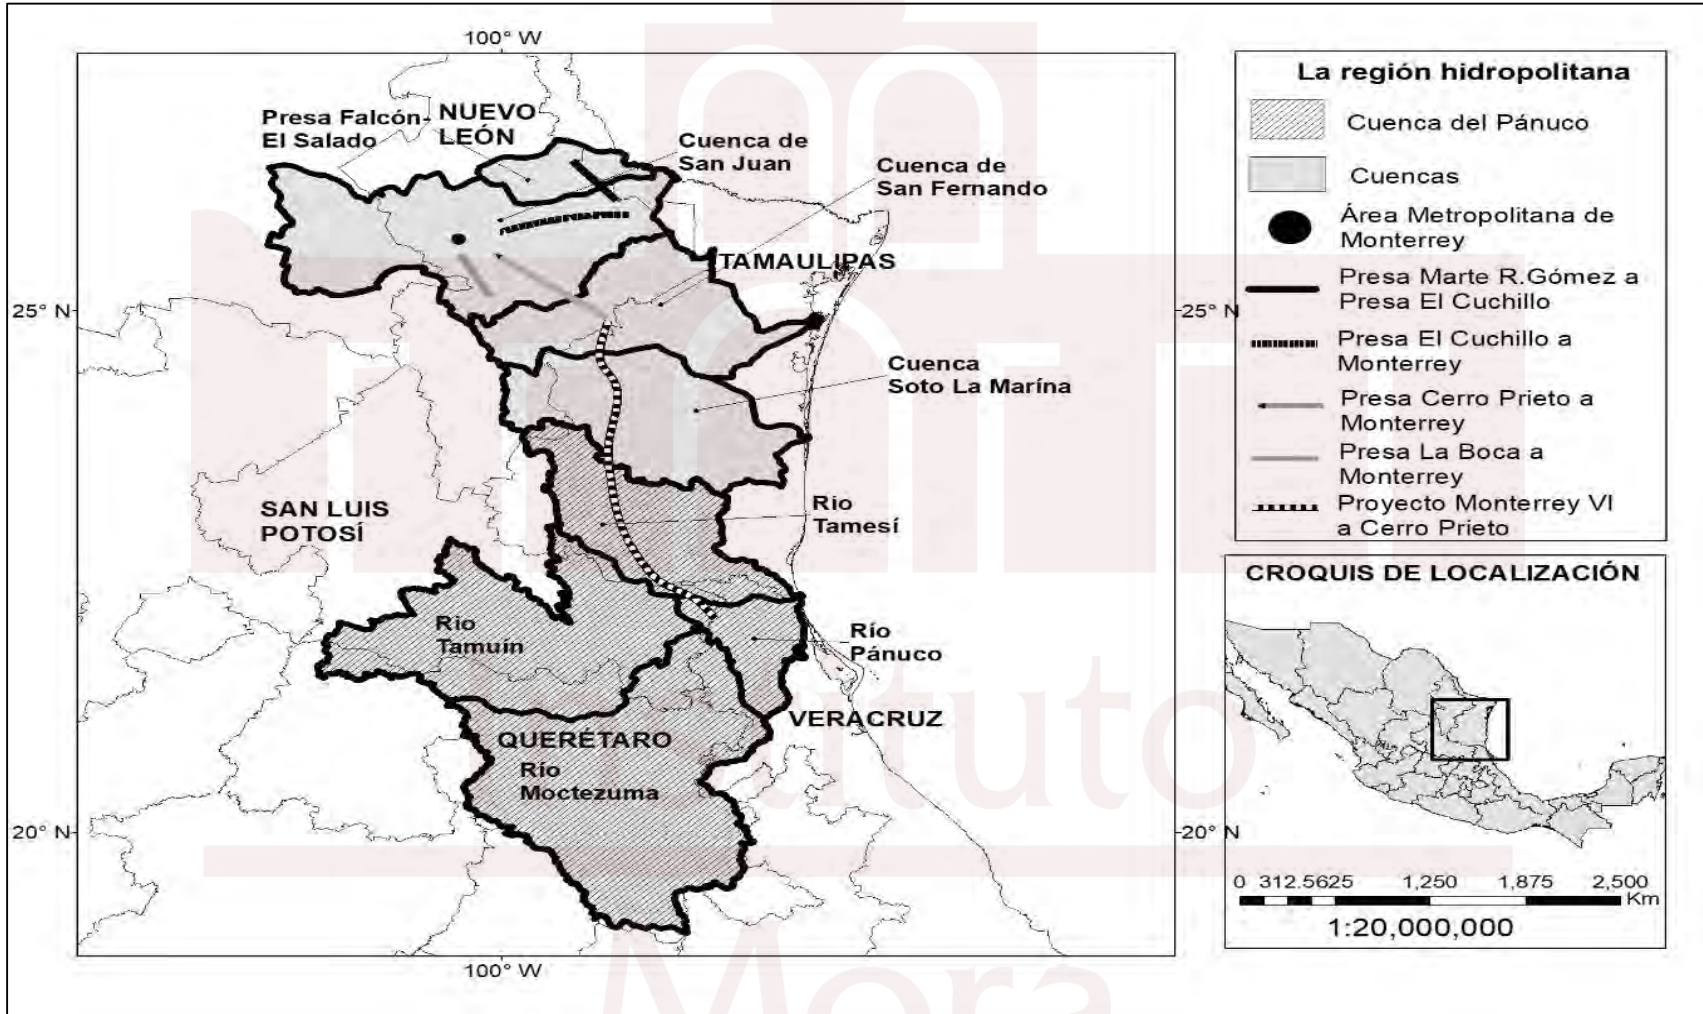 100° W
Presa Falcón-
El Salado
NUEVO
LEÓN
Cuenca de
San Juan
Cuenca de
San Fernando
TAMAULIPAS
25° N
25° N
Cuenca
Soto La Marína
SAN LUIS
POTOSÍ
Rio
Tamesí
Rio
Tamuín
Río
Pánuco
VERACRUZ
QUERÉTARO
Río
Moctezuma
20° N
20° N
100° W
La región hidropolitana
Cuenca del Pánuco
Cuencas
Área Metropolitana de
Monterrey
Presa Marte R.Gómez a
Presa El Cuchillo
Presa El Cuchillo a
Monterrey
Presa Cerro Prieto a
Monterrey
Presa La Boca a
Monterrey
Proyecto Monterrey VI
a Cerro Prieto
CROQUIS DE LOCALIZACIÓN
0 312.5625 1,250 1,875 2,500
Km
1:20,000,000
Instituto
Mora